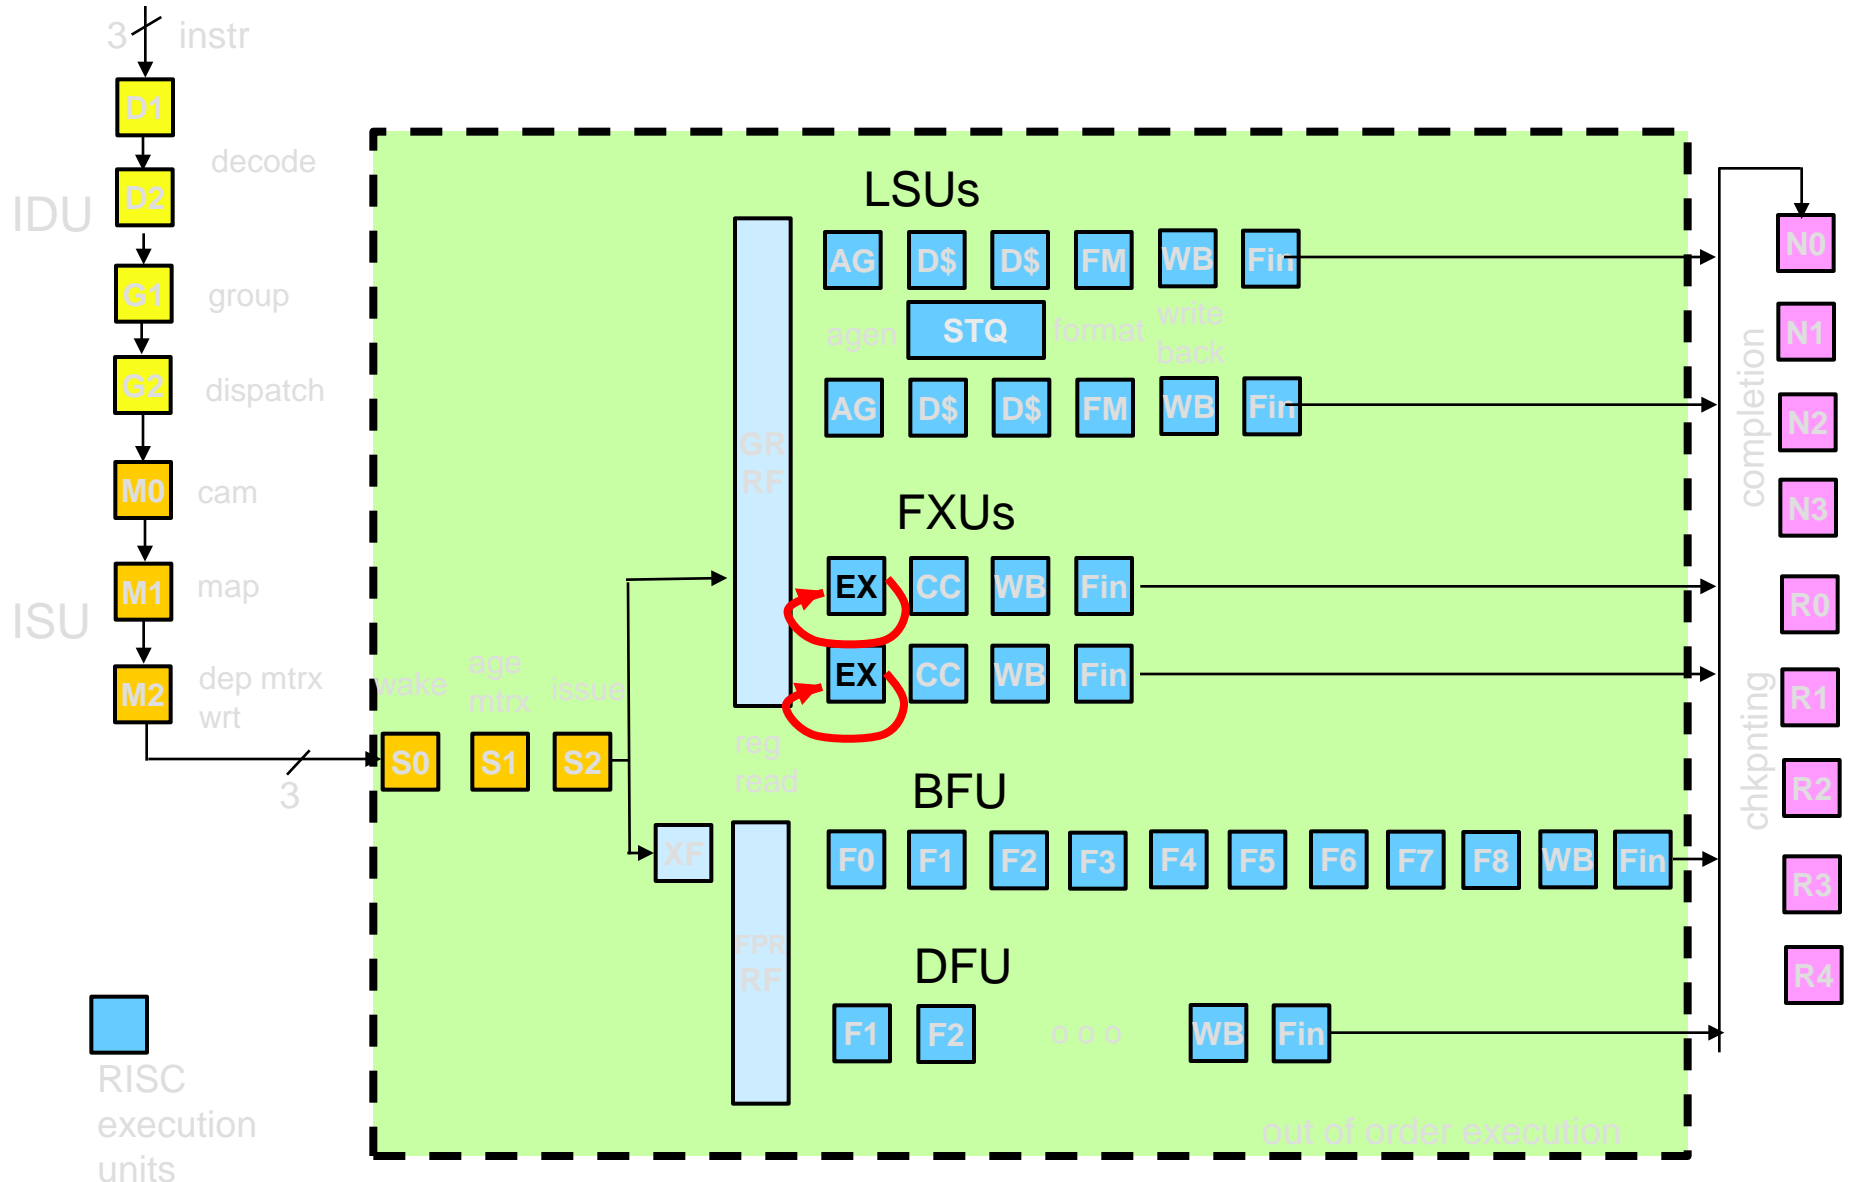 3 instr
D1
decode
D2
IDU
G1 group
G2 dispatch
M0 cam
M1 map
ISU
M2 dep mtrx
wrt
3
wake
age
mtrx
issue
S0 S1 S2
GR
RF
reg
read
XF
FPR
RF
LSUs
AG D$ D$ FM WB Fin
agen STQ format write
back
AG D$ D$ FM WB Fin
FXUs
EX CC WB Fin
EX CC WB Fin
BFU
F0 F1 F2 F3 F4 F5 F6 F7 F8 WB Fin
DFU
F1 F2 o o o WB Fin
out of order execution
completion
N0
N1
N2
N3
chkpnting
R0
R1
R2
R3
R4
RISC
execution
units